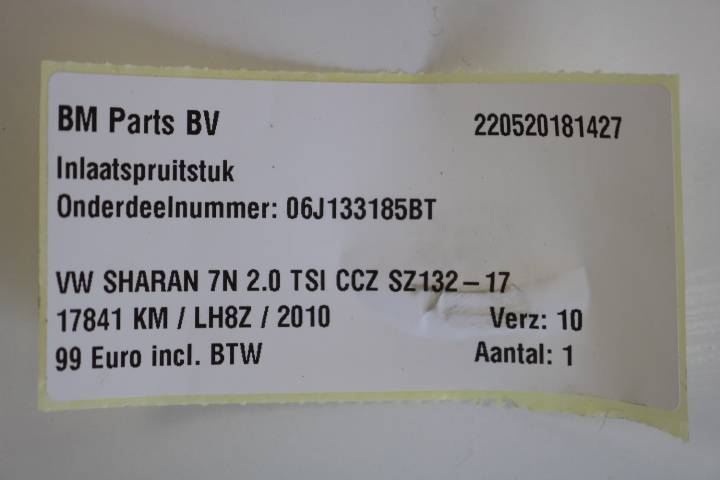 BM Parts BV 220520181427
Inlaatspruitstuk
Onderdeelnummer: 06J133185BT
VW SHARAN 7N 2.0 TSI CCZ SZ132-17
17841 KM / LH8Z / 2010 Verz: 10
99 Euro incl. BTW Aantal: 1